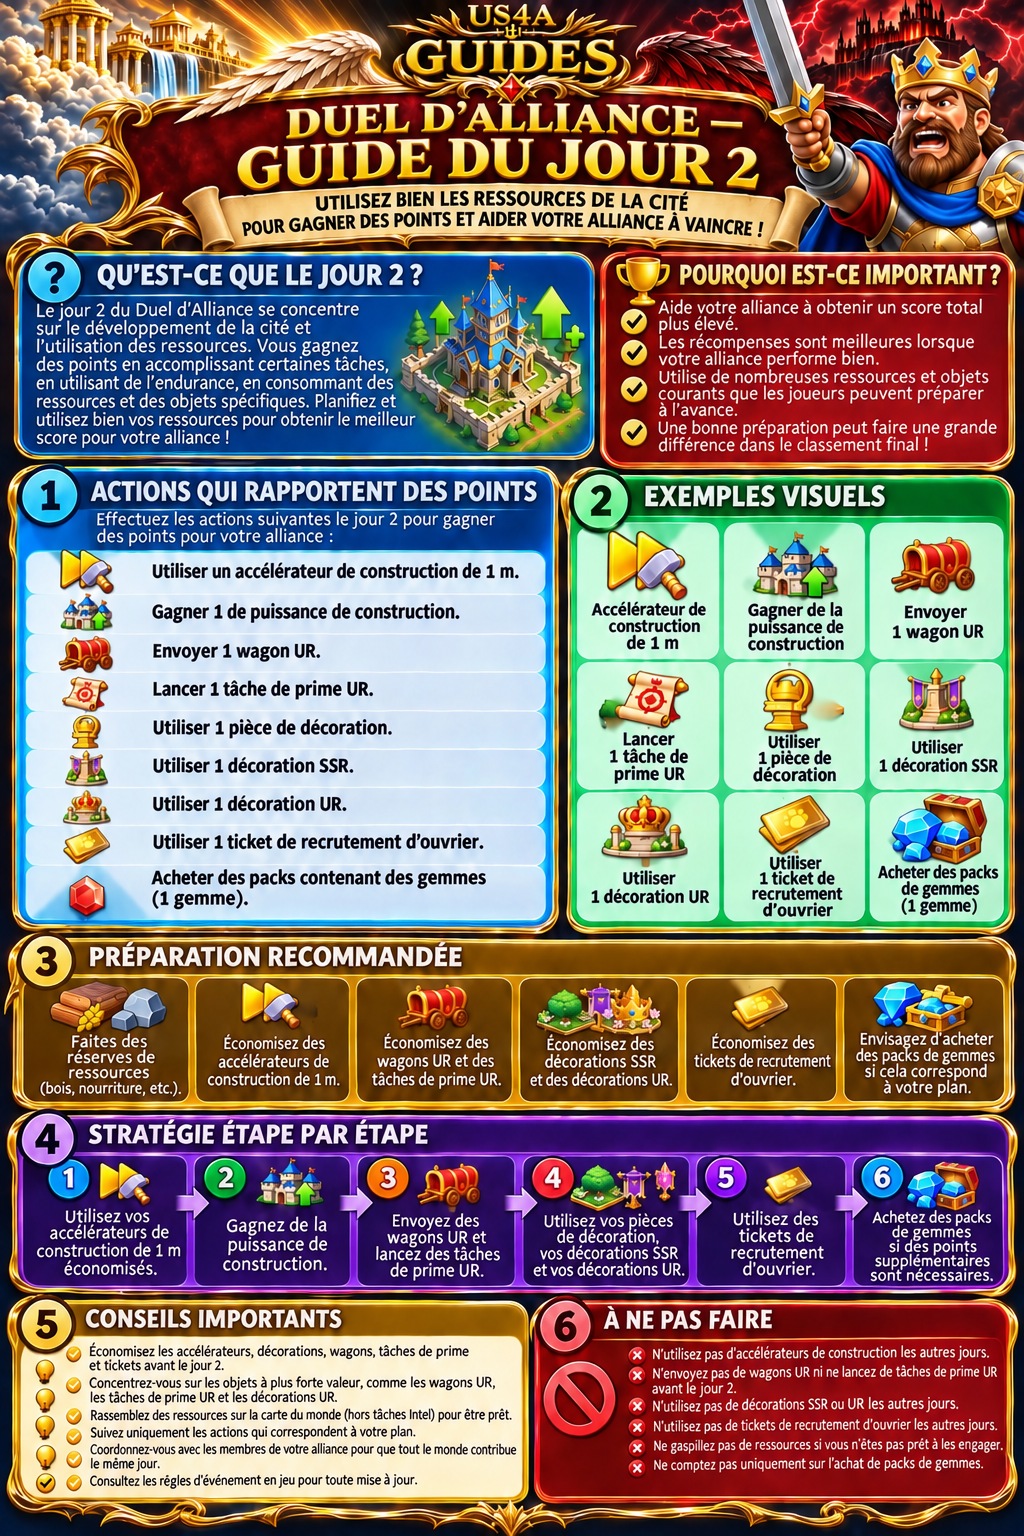 US4A
GUIDES
DUEL D'ALLIANCE –
GUIDE DU JOUR 2
UTILISEZ BIEN LES RESSOURCES DE LA CITÉ
POUR GAGNER DES POINTS ET AIDER VOTRE ALLIANCE À VAINCRE !
?
QU'EST-CE QUE LE JOUR 2 ?
Le jour 2 du Duel d'Alliance se concentre
sur le développement de la cité et
l'utilisation des ressources. Vous gagnez
des points en accomplissant certaines tâches,
en utilisant de l'endurance, en consommant des
ressources et des objets spécifiques. Planifiez et
utilisez bien vos ressources pour obtenir le meilleur
score pour votre alliance !
POURQUOI EST-CE IMPORTANT ?
Aide votre alliance à obtenir un score total
plus élevé.
Les récompenses sont meilleures lorsque
votre alliance performe bien.
Utilise de nombreuses ressources et objets
courants que les joueurs peuvent préparer
à l'avance.
Une bonne préparation peut faire une grande
différence dans le classement final !
1
ACTIONS QUI RAPPORTENT DES POINTS
Effectuez les actions suivantes le jour 2 pour gagner
des points pour votre alliance :
Utiliser un accélérateur de construction de 1 m.
Gagner 1 de puissance de construction.
Envoyer 1 wagon UR.
Lancer 1 tâche de prime UR.
Utiliser 1 pièce de décoration.
Utiliser 1 décoration SSR.
Utiliser 1 décoration UR.
Utiliser 1 ticket de recrutement d'ouvrier.
Acheter des packs contenant des gemmes
(1 gemme).
2
EXEMPLES VISUELS
Accélérateur de
construction
de 1 m
Gagner de la
puissance de
construction
Envoyer
1 wagon UR
Lancer
1 tâche de
prime UR
Utiliser
1 pièce de
décoration
Utiliser
1 décoration SSR
Utiliser
1 décoration UR
Utiliser
1 ticket de
recrutement
d'ouvrier
Acheter des packs
de gemmes
(1 gemme)
3
PRÉPARATION RECOMMANDÉE
Faites des
réserves de
ressources
(bois, nourriture, etc.).
Économisez des
accélérateurs de
construction de 1 m.
Économisez des
wagons UR et des
tâches de prime UR.
Économisez des
décorations SSR
et des décorations UR.
Économisez des
tickets de recrutement
d'ouvrier.
Envisagez d'acheter
des packs de gemmes
si cela correspond
à votre plan.
4
STRATÉGIE ÉTAPE PAR ÉTAPE
1
Utilisez vos
accélérateurs de
construction de 1 m
économisés.
2
Gagnez de la
puissance de
construction.
3
Envoyez des
wagons UR et
lancez des tâches
de prime UR.
4
Utilisez vos pièces
de décoration,
vos décorations SSR
et vos décorations UR.
5
Utilisez des
tickets de
recrutement
d'ouvrier.
6
Achetez des packs
de gemmes
si des points
supplémentaires
sont nécessaires.
5
CONSEILS IMPORTANTS
Économisez les accélérateurs, décorations, wagons, tâches de prime
et tickets avant le jour 2.
Concentrez-vous sur les objets à plus forte valeur, comme les wagons UR,
les tâches de prime UR et les décorations UR.
Rassemblez des ressources sur la carte du monde (hors tâches Intel) pour être prêt.
Suivez uniquement les actions qui correspondent à votre plan.
Coordonnez-vous avec les membres de votre alliance pour que tout le monde contribue
le même jour.
Consultez les règles d'événement en jeu pour toute mise à jour.
6
À NE PAS FAIRE
N'utilisez pas d'accélérateurs de construction les autres jours.
N'envoyez pas de wagons UR ni ne lancez de tâches de prime UR
avant le jour 2.
N'utilisez pas de décorations SSR ou UR les autres jours.
N'utilisez pas de tickets de recrutement d'ouvrier les autres jours.
Ne gaspillez pas de ressources si vous n'êtes pas prêt à les engager.
Ne comptez pas uniquement sur l'achat de packs de gemmes.